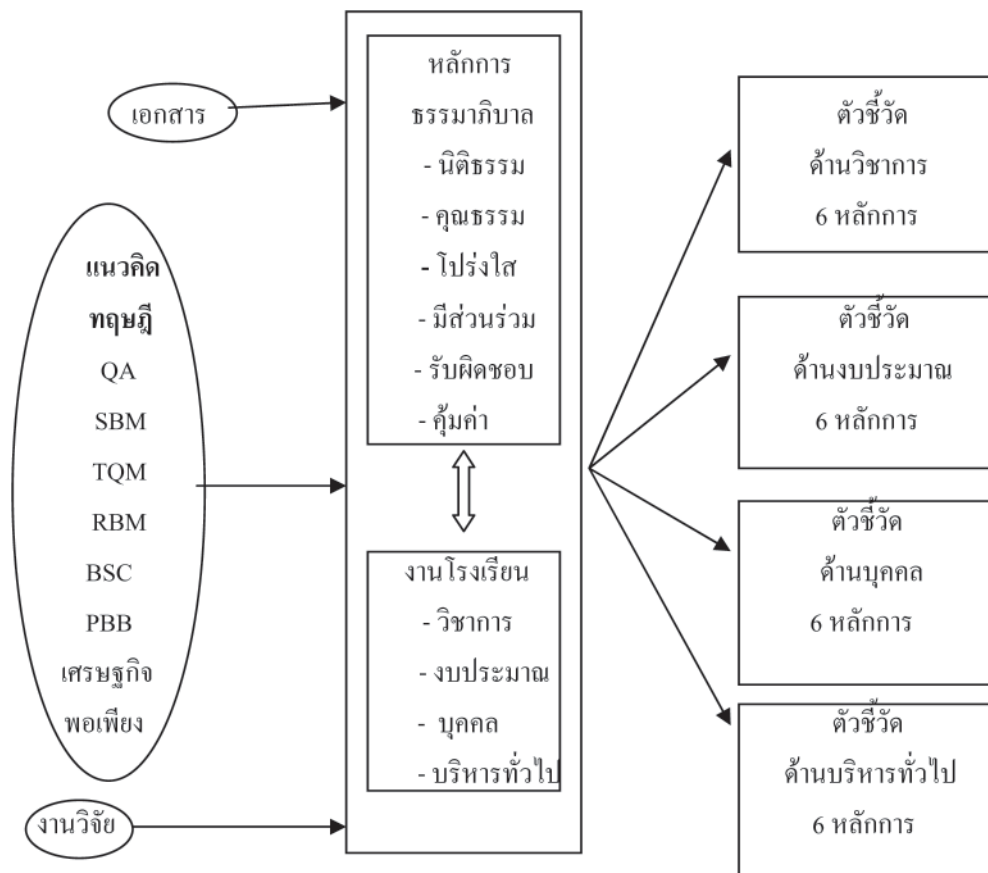 เอกสาร
แนวคิด
ทฤษฎี
QA
SBM
TQM
RBM
BSC
PBB
เศรษฐกิจ
พอเพียง
งานวิจัย
หลักการ
ธรรมาภิบาล
- นิติธรรม
- คุณธรรม
- โปร่งใส
- มีส่วนร่วม
- รับผิดชอบ
- คุ้มค่า
งานโรงเรียน
- วิชาการ
- งบประมาณ
- บุคคล
- บริหารทั่วไป
ตัวชี้วัด
ด้านวิชาการ
6 หลักการ
ตัวชี้วัด
ด้านงบประมาณ
6 หลักการ
ตัวชี้วัด
ด้านบุคคล
6 หลักการ
ตัวชี้วัด
ด้านบริหารทั่วไป
6 หลักการ